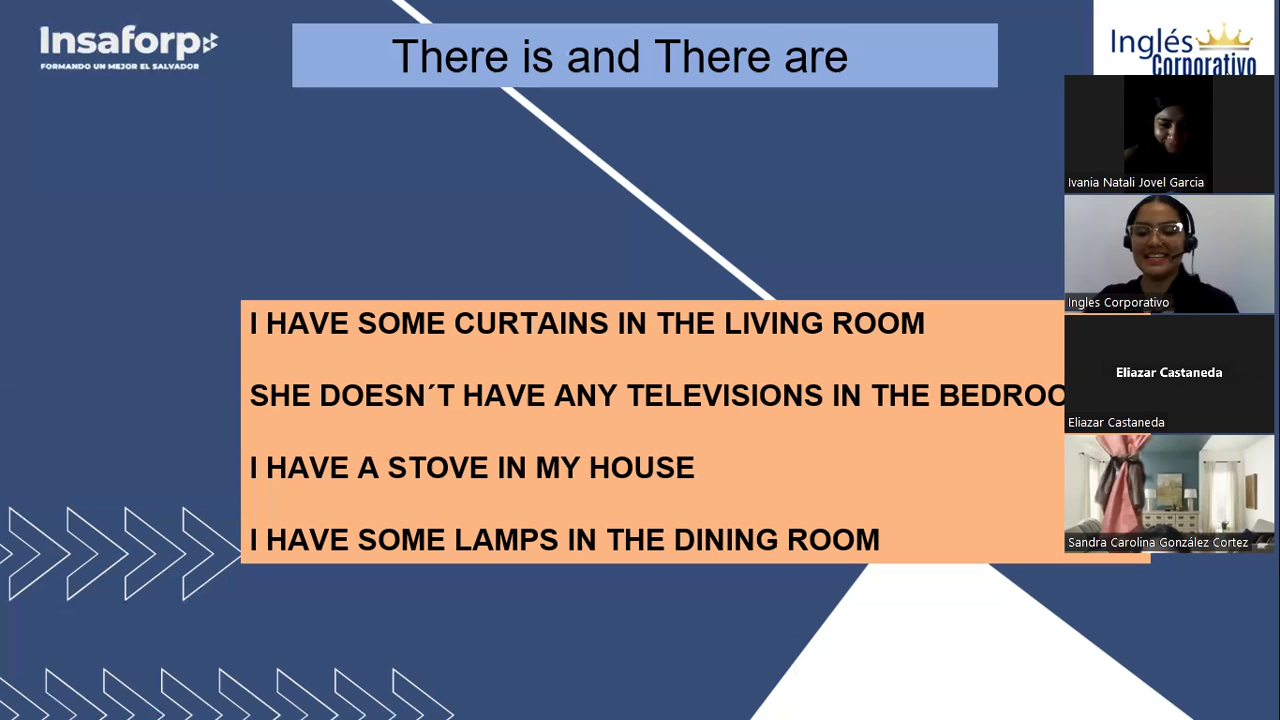 Insaforp
FORMANDO UN MEJOR EL SALVADOR
There is and There are
Inglés
Corporativo
Ivania Natali Jovel Garcia
Ingles Corporativo
Eliazar Castaneda
Eliazar Castaneda
Sandra Carolina González Cortez
I HAVE SOME CURTAINS IN THE LIVING ROOM
SHE DOESN´T HAVE ANY TELEVISIONS IN THE BEDROO
I HAVE A STOVE IN MY HOUSE
I HAVE SOME LAMPS IN THE DINING ROOM